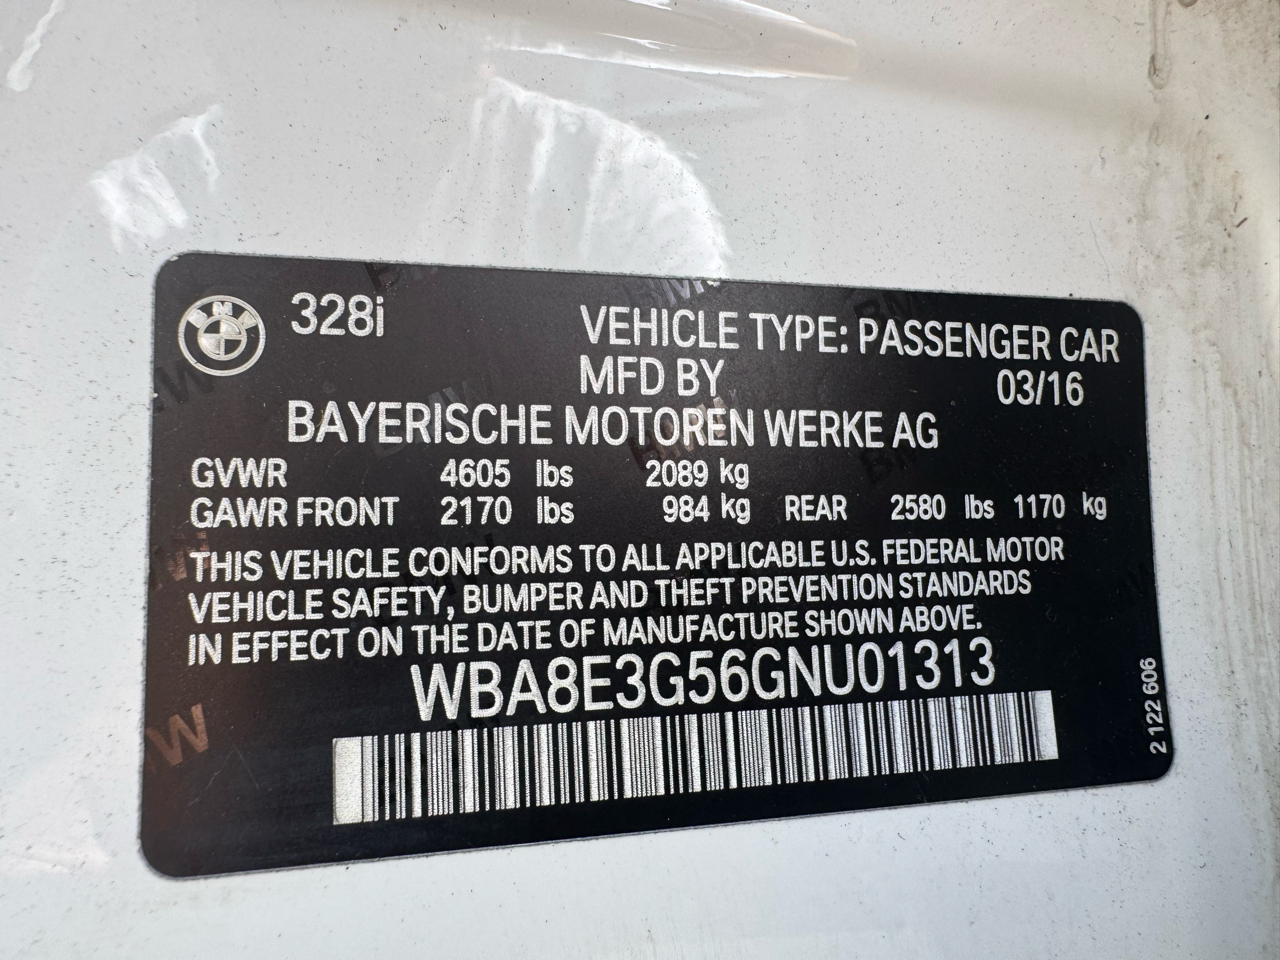 BMW 328i
VEHICLE TYPE: PASSENGER CAR
MFD BY 03/16
BAYERISCHE MOTOREN WERKE AG
GVWR 4605 lbs 2089 kg
GAWR FRONT 2170 lbs 984 kg REAR 2580 lbs 1170 kg
THIS VEHICLE CONFORMS TO ALL APPLICABLE U.S. FEDERAL MOTOR
VEHICLE SAFETY, BUMPER AND THEFT PREVENTION STANDARDS
IN EFFECT ON THE DATE OF MANUFACTURE SHOWN ABOVE.
WBA8E3G56GNU01313
2 122 606